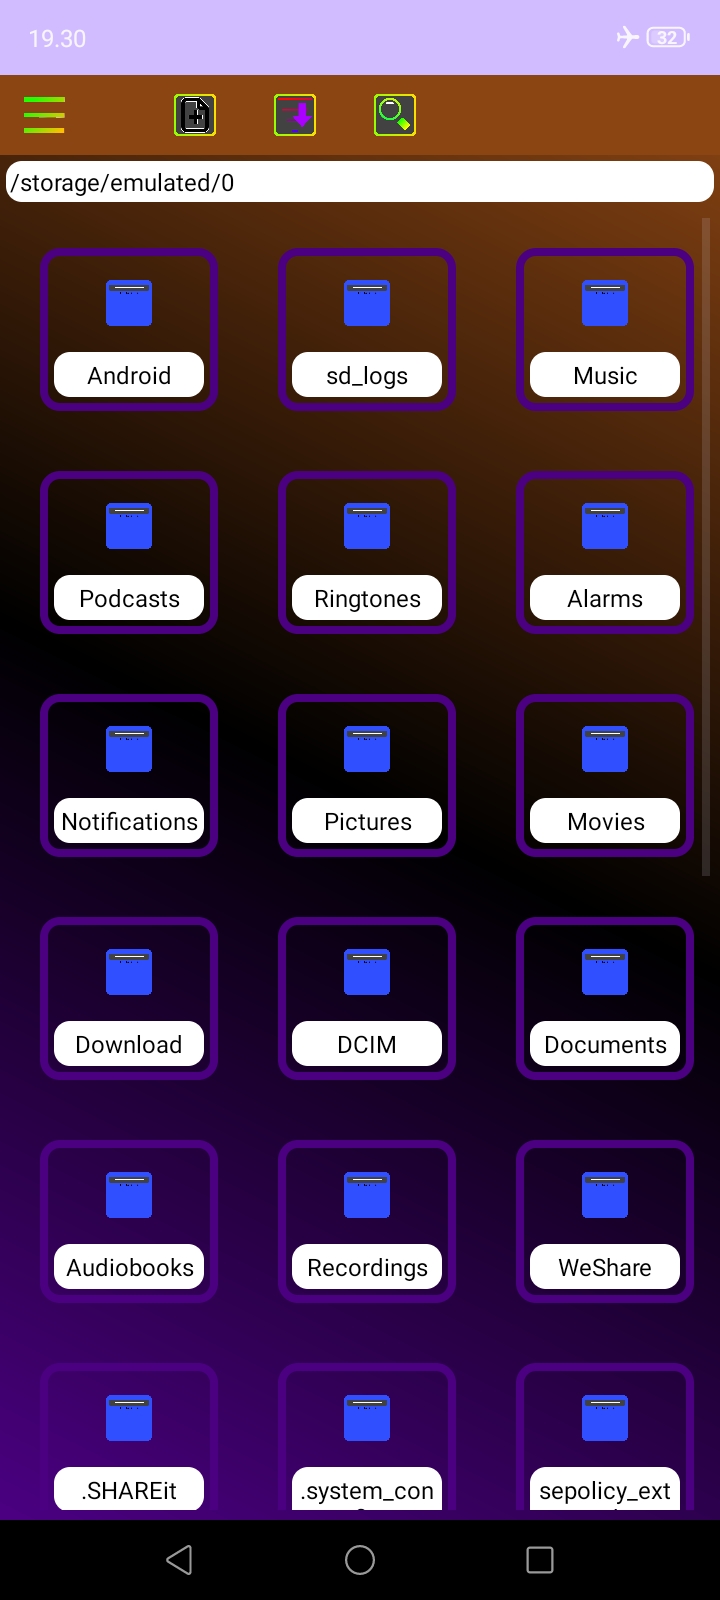 19.30
32
/storage/emulated/0
Android
sd_logs
Music
Podcasts
Ringtones
Alarms
Notifications
Pictures
Movies
Download
DCIM
Documents
Audiobooks
Recordings
WeShare
.SHAREit
.system_con
sepolicy_ext